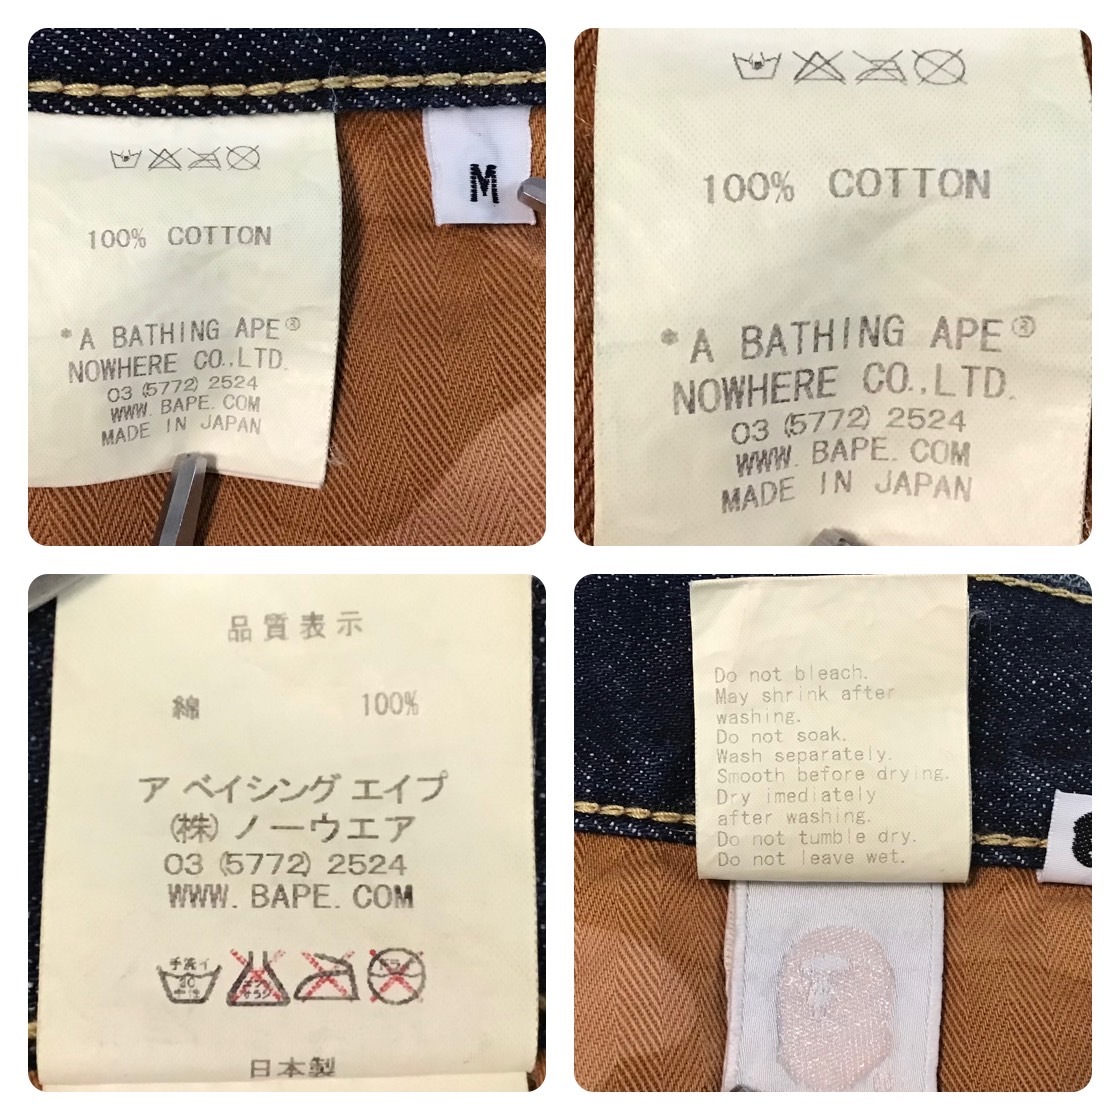 100% COTTON
*A BATHING APE®
NOWHERE CO.,LTD.
03 (5772) 2524
WWW. BAPE. COM
MADE IN JAPAN
M
100% COTTON
*A BATHING APE®
NOWHERE CO.,LTD.
03 (5772) 2524
WWW. BAPE. COM
MADE IN JAPAN
品質表示
綿 100%
ア ベイシング エイプ
(株) ノーウエア
03 (5772) 2524
WWW. BAPE. COM
手洗イ
30
日本製
Do not bleach.
May shrink after
washing.
Do not soak.
Wash separately.
Smooth before drying.
Dry imediately
after washing.
Do not tumble dry.
Do not leave wet.